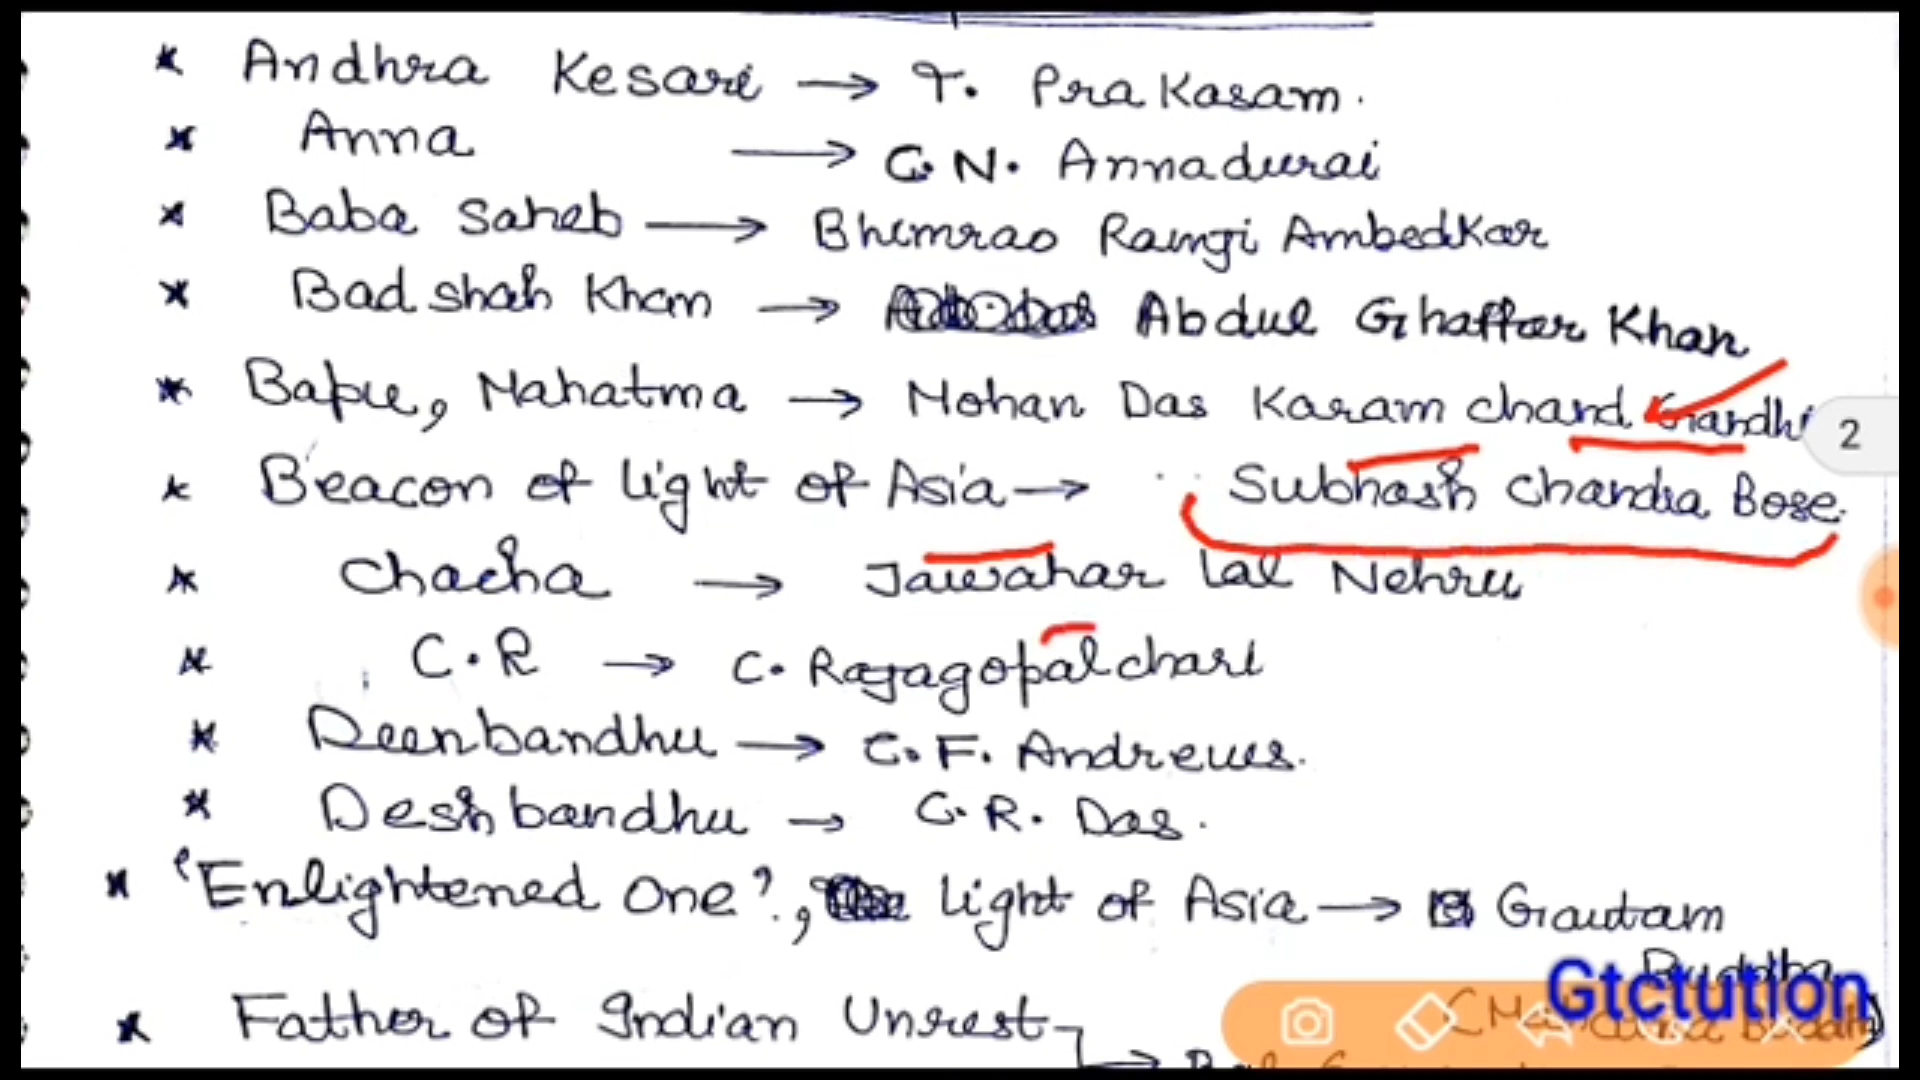 * Andhra Kesari → T. Prakasam.
* Anna → C.N. Annadurai
* Baba Saheb → Bhimrao Ramji Ambedkar
* Badshah Khan → Abdul Ghaffar Khan
* Bapu, Mahatma → Mohan Das Karam chand Gandhi
2
* Beacon of light of Asia → Subhash Chandra Bose.
* Chacha → Jawahar lal Nehru
* C.R → C. Rajagopalchari
* Deenbandhu → C.F. Andrews.
* Deshbandhu → C.R. Das.
* 'Enlightened One', light of Asia → Gautam
Buddha
Gtctution
* Father of Indian Unrest